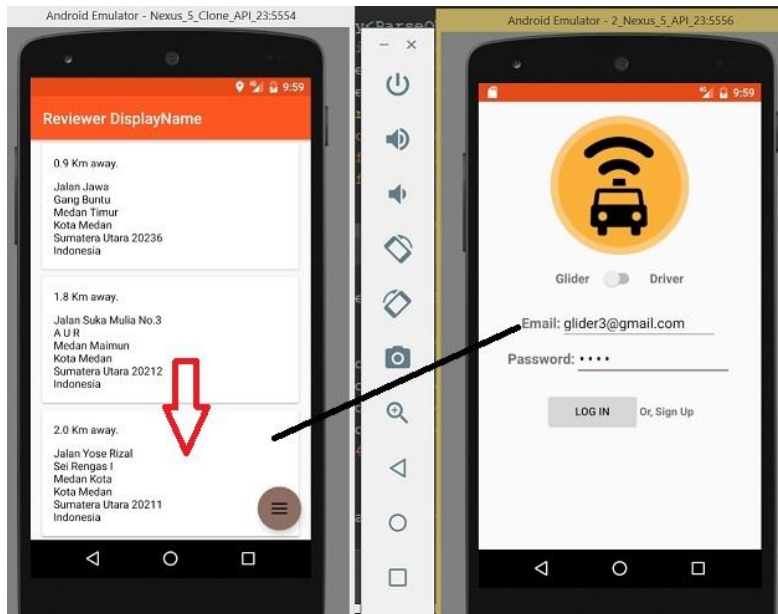 Android Emulator - Nexus_5_Clone_API_23:5554
9:59
Reviewer DisplayName
0.9 Km away.
Jalan Jawa
Gang Buntu
Medan Timur
Kota Medan
Sumatera Utara 20236
Indonesia
1.8 Km away.
Jalan Suka Mulia No.3
A U R
Medan Maimun
Kota Medan
Sumatera Utara 20212
Indonesia
2.0 Km away.
Jalan Yose Rizal
Sei Rengas I
Medan Kota
Kota Medan
Sumatera Utara 20211
Indonesia
Android Emulator - 2_Nexus_5_API_23:5556
9:59
Glider Driver
Email: glider3@gmail.com
Password: ••••
LOG IN Or, Sign Up